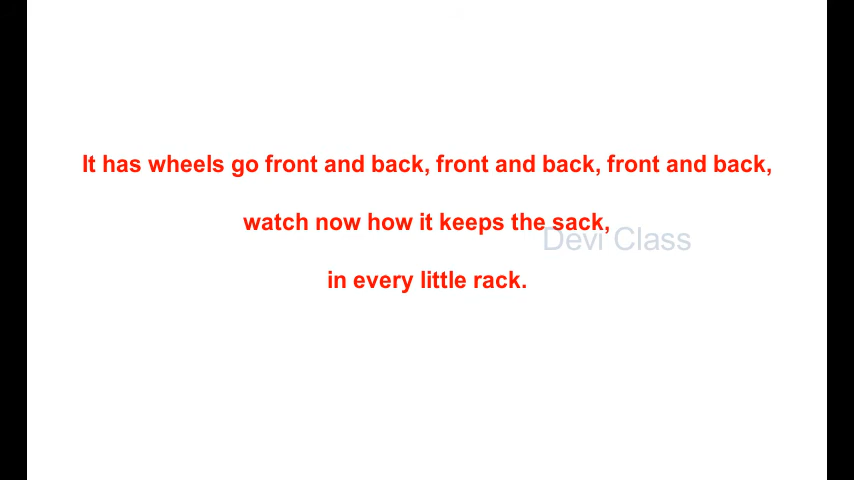 It has wheels go front and back, front and back, front and back,
watch now how it keeps the sack,
Devi Class
in every little rack.